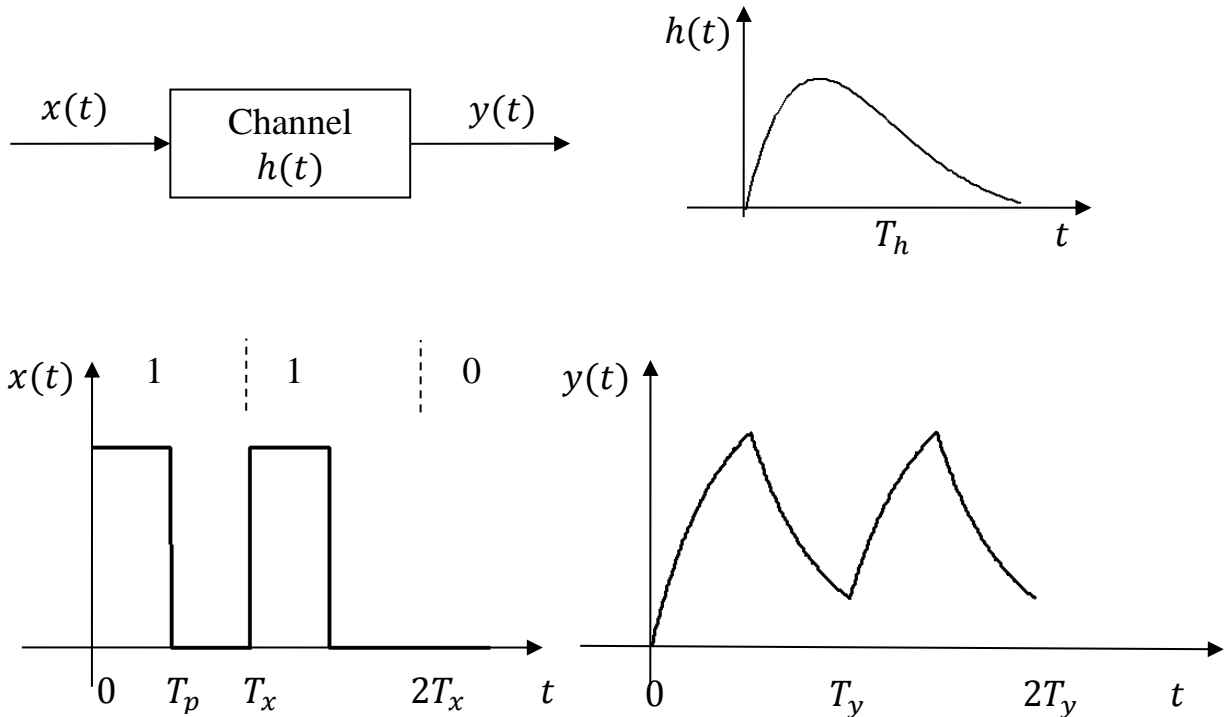 x(t)
Channel
h(t)
y(t)
h(t)
T_h
t
x(t)
1
1
0
0
T_p
T_x
2T_x
t
y(t)
0
T_y
2T_y
t